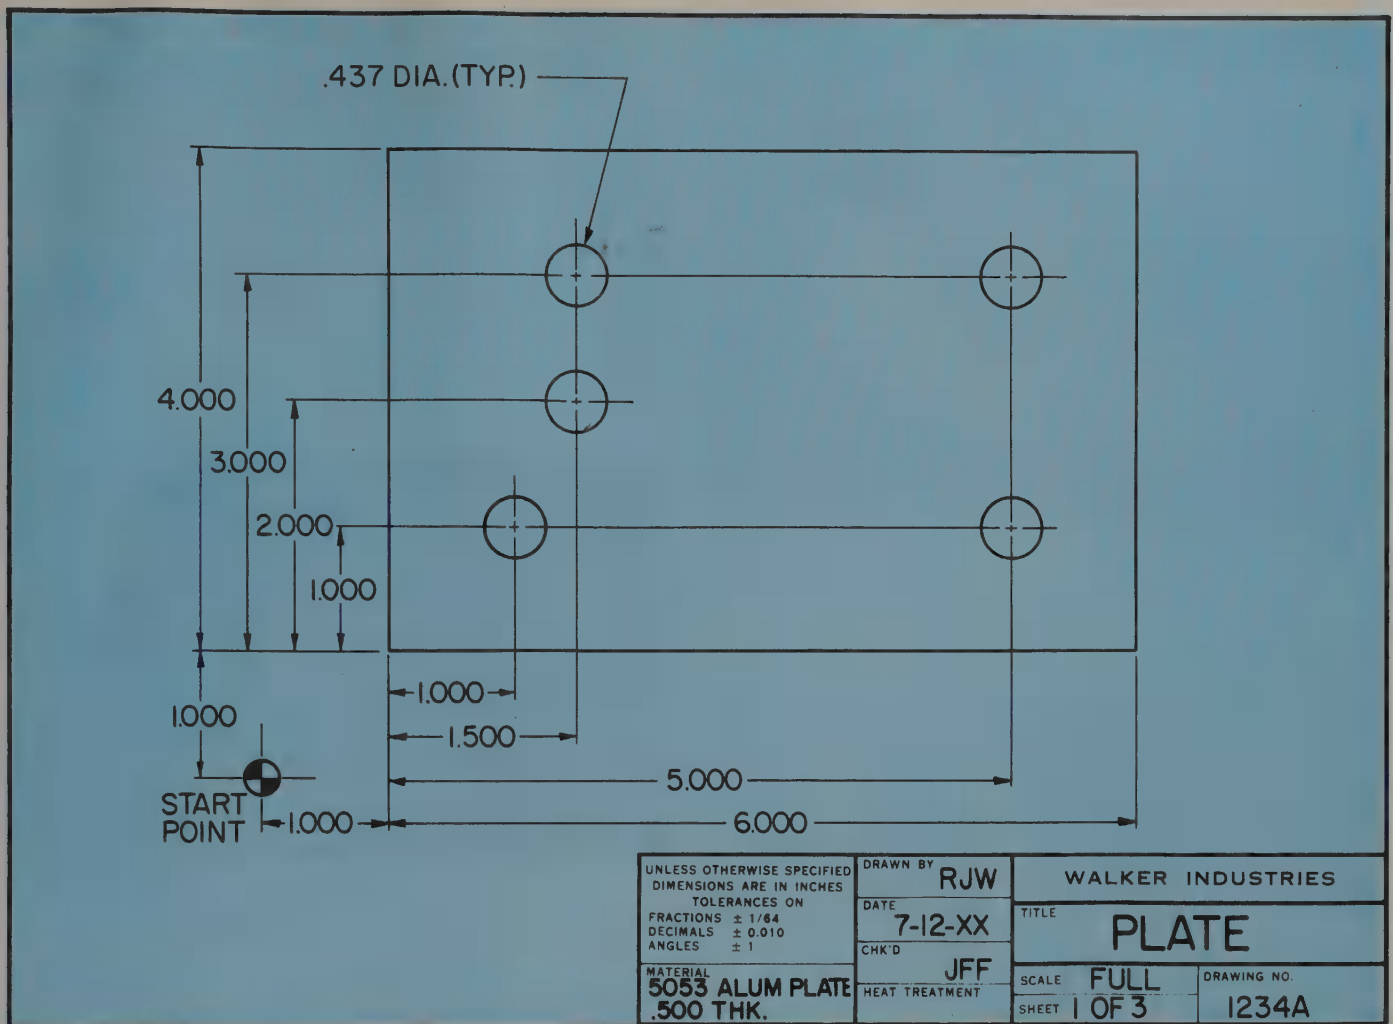 .437 DIA.(TYP.)
4.000
3.000
2.000
1.000
1.000
1.000
1.500
5.000
START
POINT
1.000
6.000
UNLESS OTHERWISE SPECIFIED
DIMENSIONS ARE IN INCHES
TOLERANCES ON
FRACTIONS ± 1/64
DECIMALS ± 0.010
ANGLES ± 1
MATERIAL
5053 ALUM PLATE
.500 THK.
DRAWN BY RJW
DATE
7-12-XX
CHK'D
JFF
HEAT TREATMENT
WALKER INDUSTRIES
TITLE
PLATE
SCALE FULL
SHEET 1 OF 3
DRAWING NO.
1234A